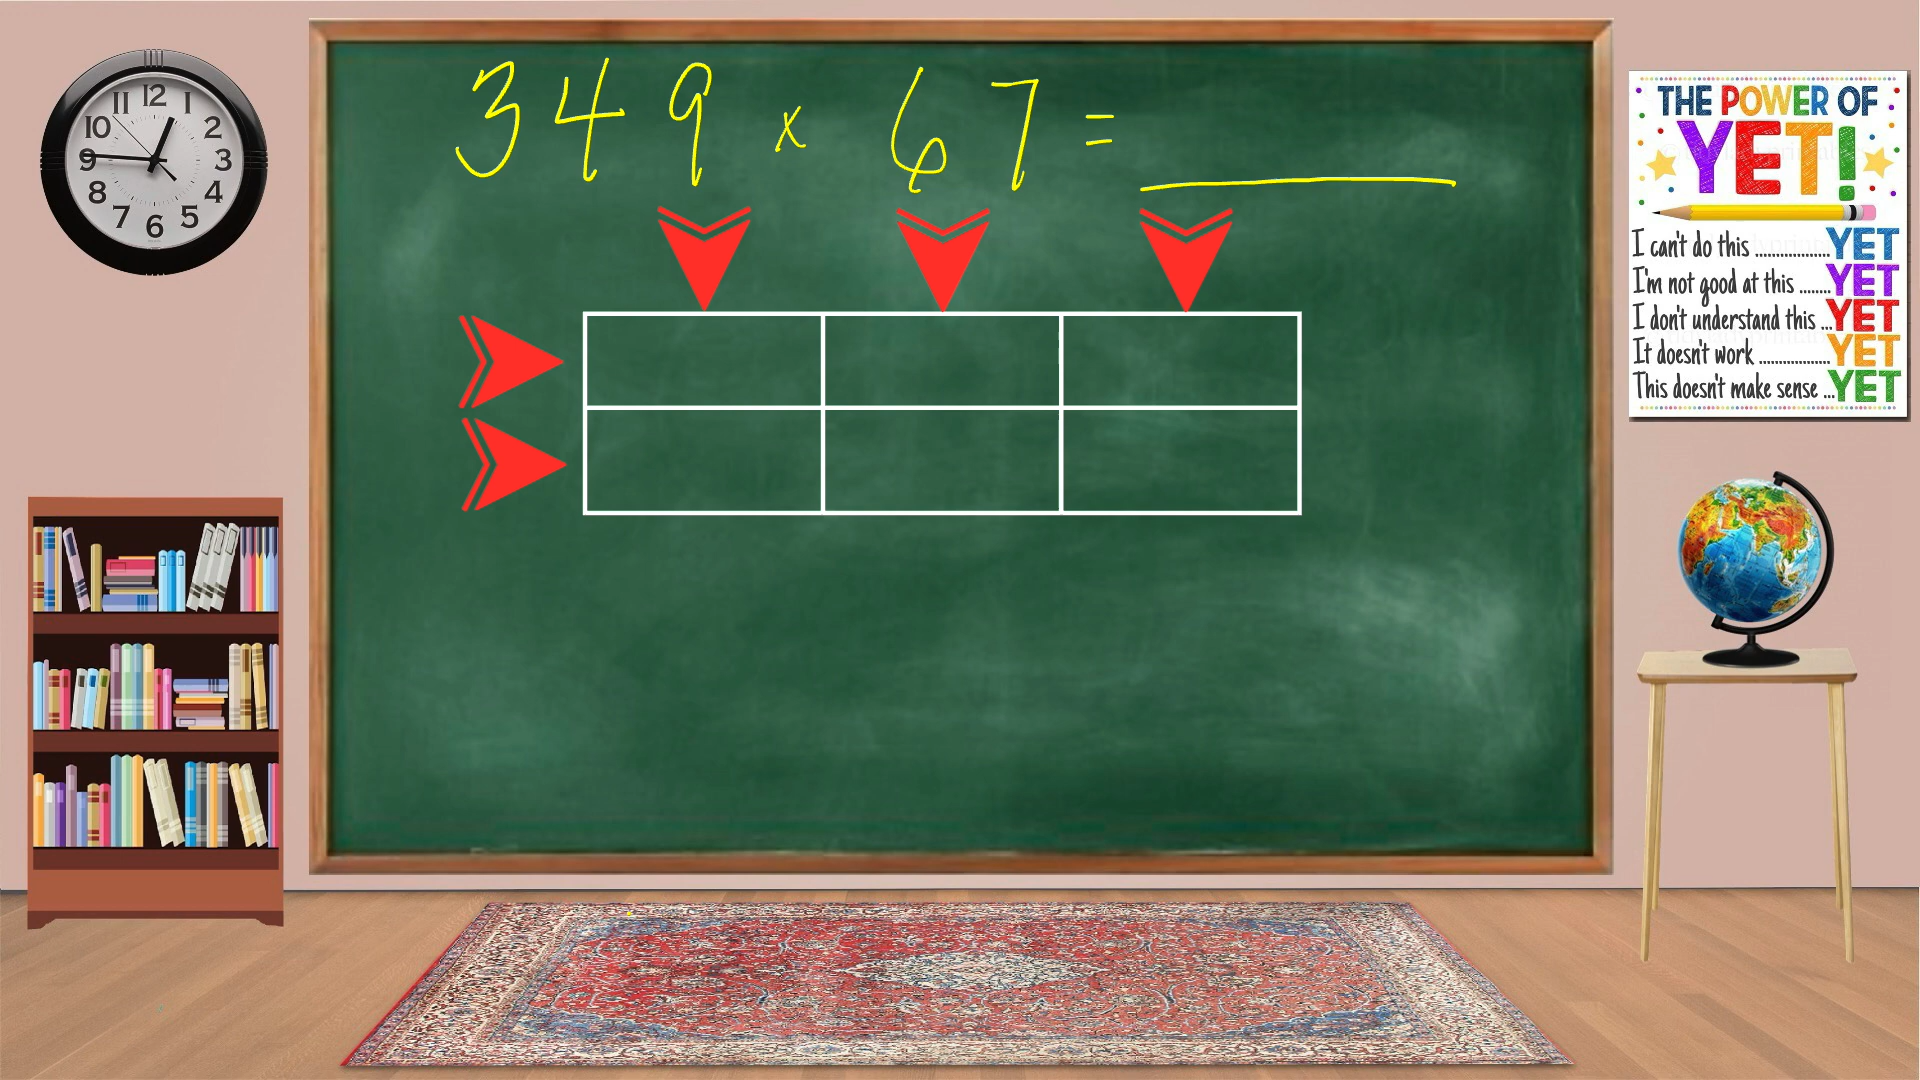 349 x 67 = ________
12
1
2
3
4
5
6
7
8
9
10
11
THE POWER OF
YET!
I can't do this ..................YET
I'm not good at this ........YET
I don't understand this ...YET
It doesn't work .................YET
This doesn't make sense ...YET